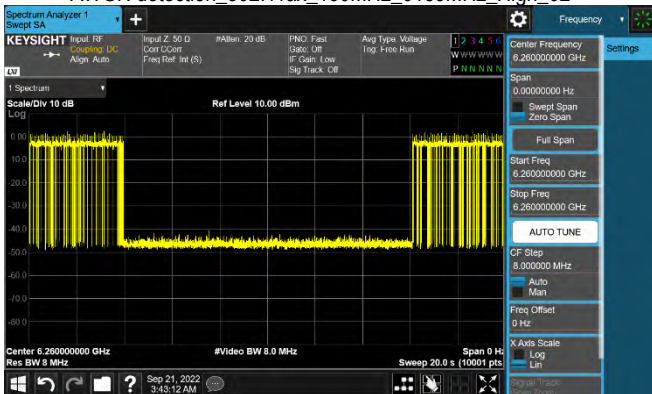 Spectrum Analyzer 1
Swept SA
+
Frequency
KEYSIGHT
Input: RF
Coupling: DC
Align: Auto
Input Z: 50 Ω
Corr CCorr
Freq Ref: Int (S)
#Atten: 20 dB
PNO: Fast
Gate: Off
IF Gain: Low
Sig Track: Off
Avg Type: Voltage
Trig: Free Run
1 2 3 4 5 6
W W W W W W
P N N N N N
LXI
1 Spectrum
Scale/Div 10 dB
Ref Level 10.00 dBm
Log
0.00
-10.0
-20.0
-30.0
-40.0
-50.0
-60.0
-70.0
-80.0
Center 6.260000000 GHz
#Video BW 8.0 MHz
Span 0 Hz
Res BW 8 MHz
Sweep 20.0 s (10001 pts
Center Frequency
6.260000000 GHz
Settings
Span
0.00000000 Hz
Swept Span
Zero Span
Full Span
Start Freq
6.260000000 GHz
Stop Freq
6.260000000 GHz
AUTO TUNE
CF Step
8.000000 MHz
Auto
Man
Freq Offset
0 Hz
X Axis Scale
Log
Lin
Signal Track
?
Sep 21, 2022
3:43:12 AM